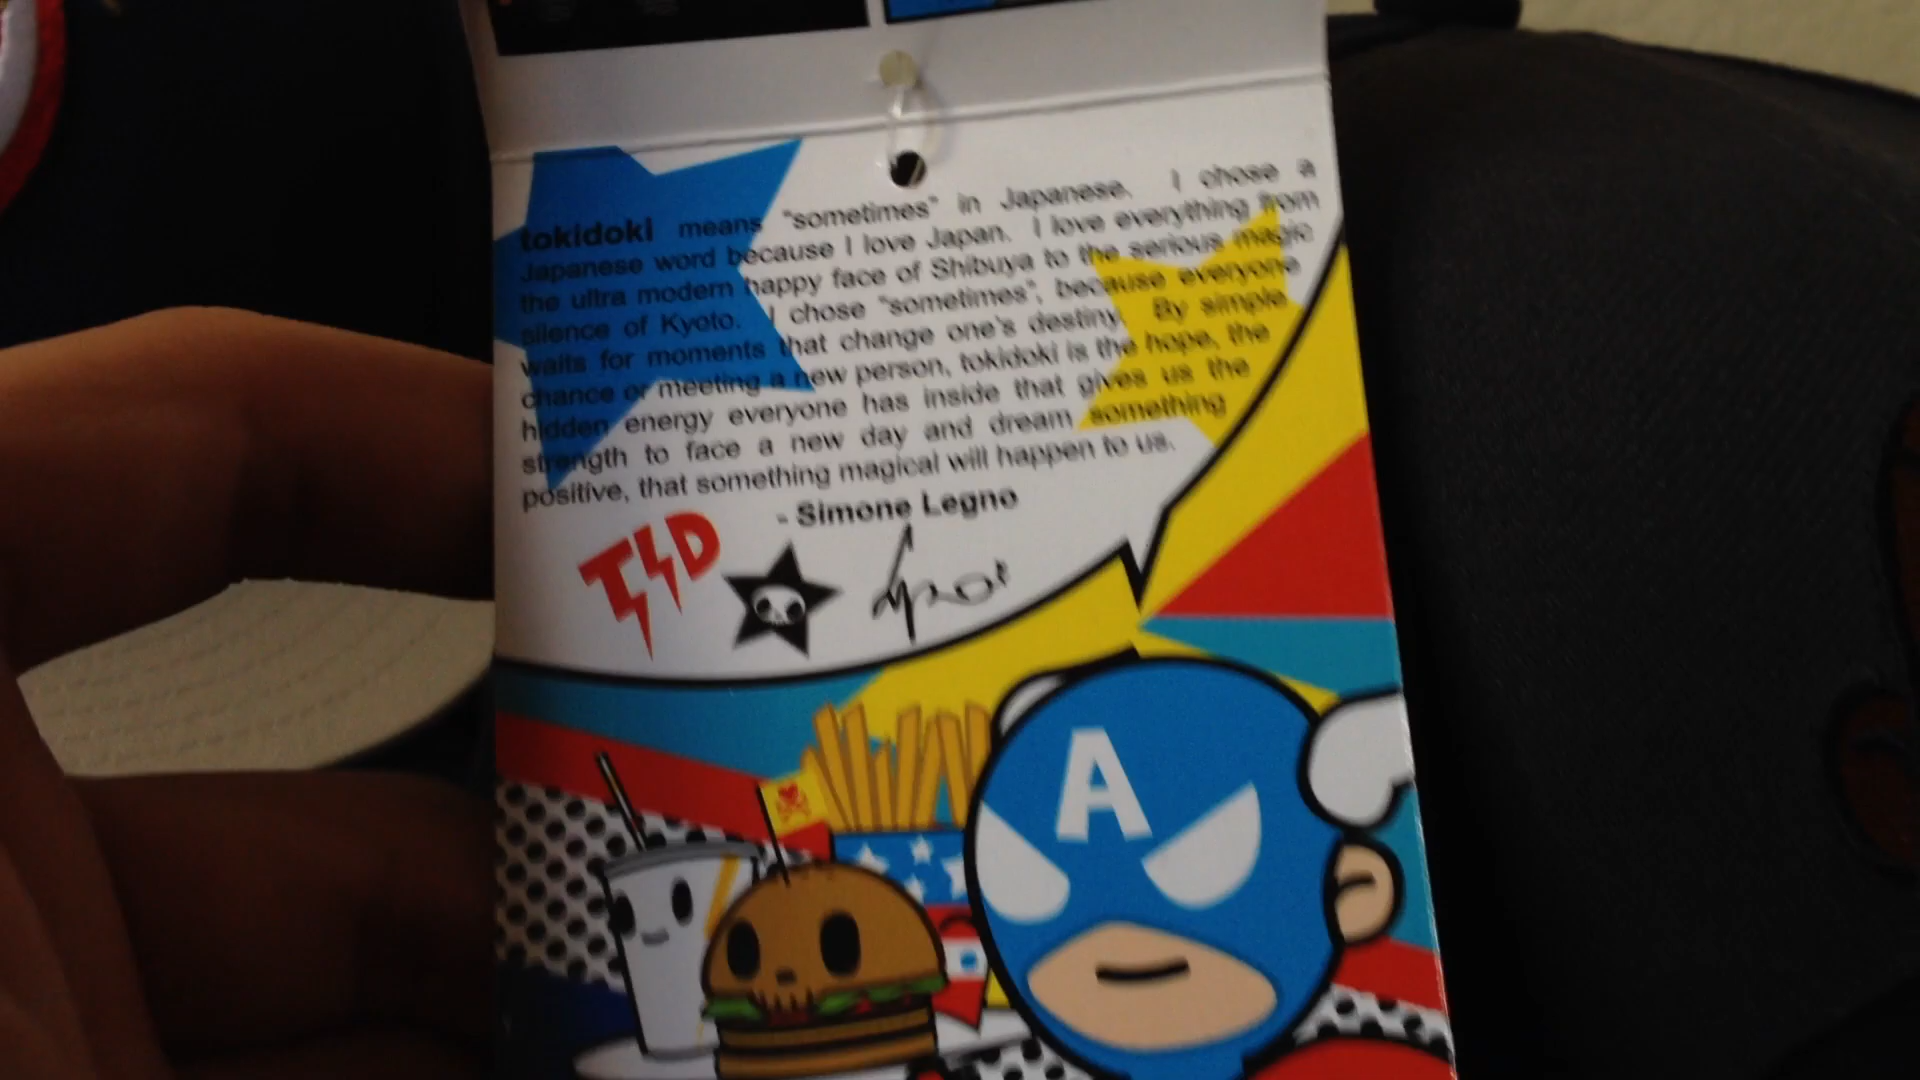 tokidoki means "sometimes" in Japanese. I chose a
Japanese word because I love Japan. I love everything from
the ultra modern happy face of Shibuya to the serious magic
silence of Kyoto. I chose "sometimes", because everyone
waits for moments that change one's destiny. By simple
chance or meeting a new person, tokidoki is the hope, the
hidden energy everyone has inside that gives us the
strength to face a new day and dream something
positive, that something magical will happen to us.
- Simone Legno
TD
A